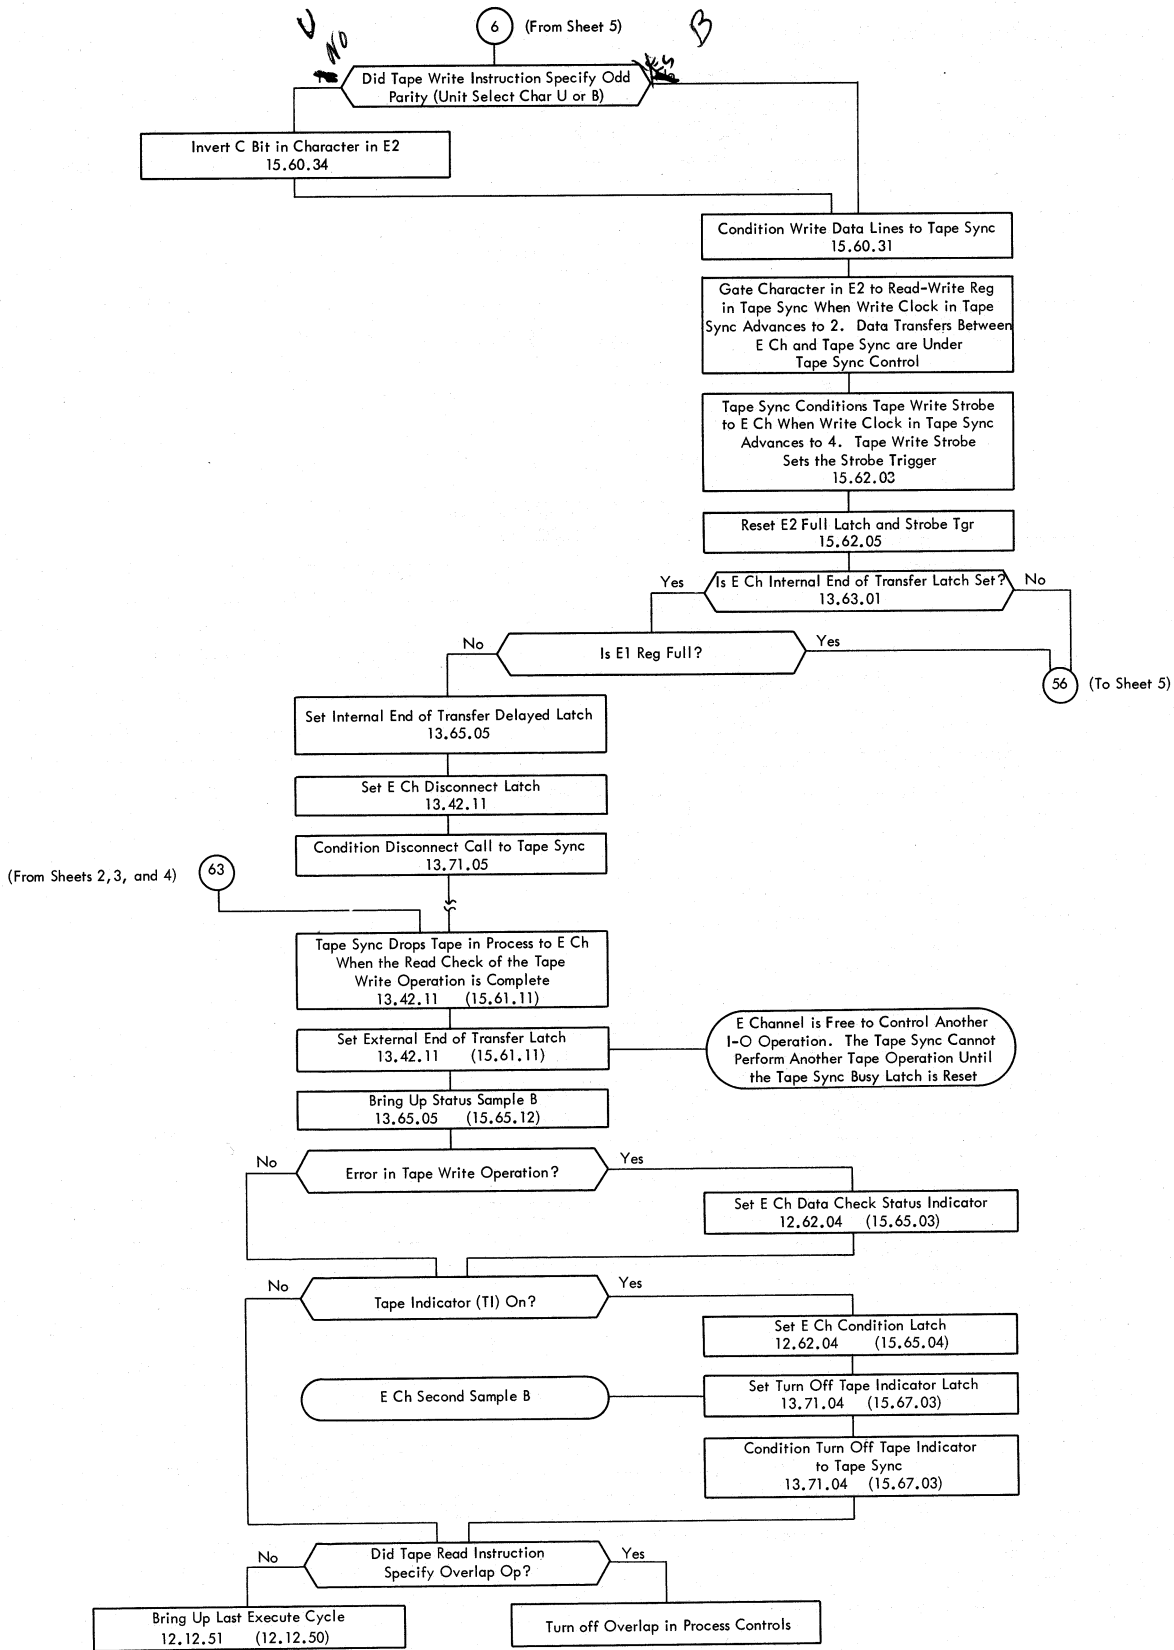 U
NO
6 (From Sheet 5)
B
Yes
Did Tape Write Instruction Specify Odd
Parity (Unit Select Char U or B)
Invert C Bit in Character in E2
15.60.34
Condition Write Data Lines to Tape Sync
15.60.31
Gate Character in E2 to Read-Write Reg
in Tape Sync When Write Clock in Tape
Sync Advances to 2. Data Transfers Between
E Ch and Tape Sync are Under
Tape Sync Control
Tape Sync Conditions Tape Write Strobe
to E Ch When Write Clock in Tape Sync
Advances to 4. Tape Write Strobe
Sets the Strobe Trigger
15.62.03
Reset E2 Full Latch and Strobe Tgr
15.62.05
Yes
Is E Ch Internal End of Transfer Latch Set?
13.63.01
No
No
Is E1 Reg Full?
Yes
56 (To Sheet 5)
Set Internal End of Transfer Delayed Latch
13.65.05
Set E Ch Disconnect Latch
13.42.11
Condition Disconnect Call to Tape Sync
13.71.05
(From Sheets 2,3, and 4) 63
Tape Sync Drops Tape in Process to E Ch
When the Read Check of the Tape
Write Operation is Complete
13.42.11 (15.61.11)
Set External End of Transfer Latch
13.42.11 (15.61.11)
E Channel is Free to Control Another
I-O Operation. The Tape Sync Cannot
Perform Another Tape Operation Until
the Tape Sync Busy Latch is Reset
Bring Up Status Sample B
13.65.05 (15.65.12)
No
Error in Tape Write Operation?
Yes
Set E Ch Data Check Status Indicator
12.62.04 (15.65.03)
No
Tape Indicator (TI) On?
Yes
Set E Ch Condition Latch
12.62.04 (15.65.04)
E Ch Second Sample B
Set Turn Off Tape Indicator Latch
13.71.04 (15.67.03)
Condition Turn Off Tape Indicator
to Tape Sync
13.71.04 (15.67.03)
No
Did Tape Read Instruction
Specify Overlap Op?
Yes
Bring Up Last Execute Cycle
12.12.51 (12.12.50)
Turn off Overlap in Process Controls